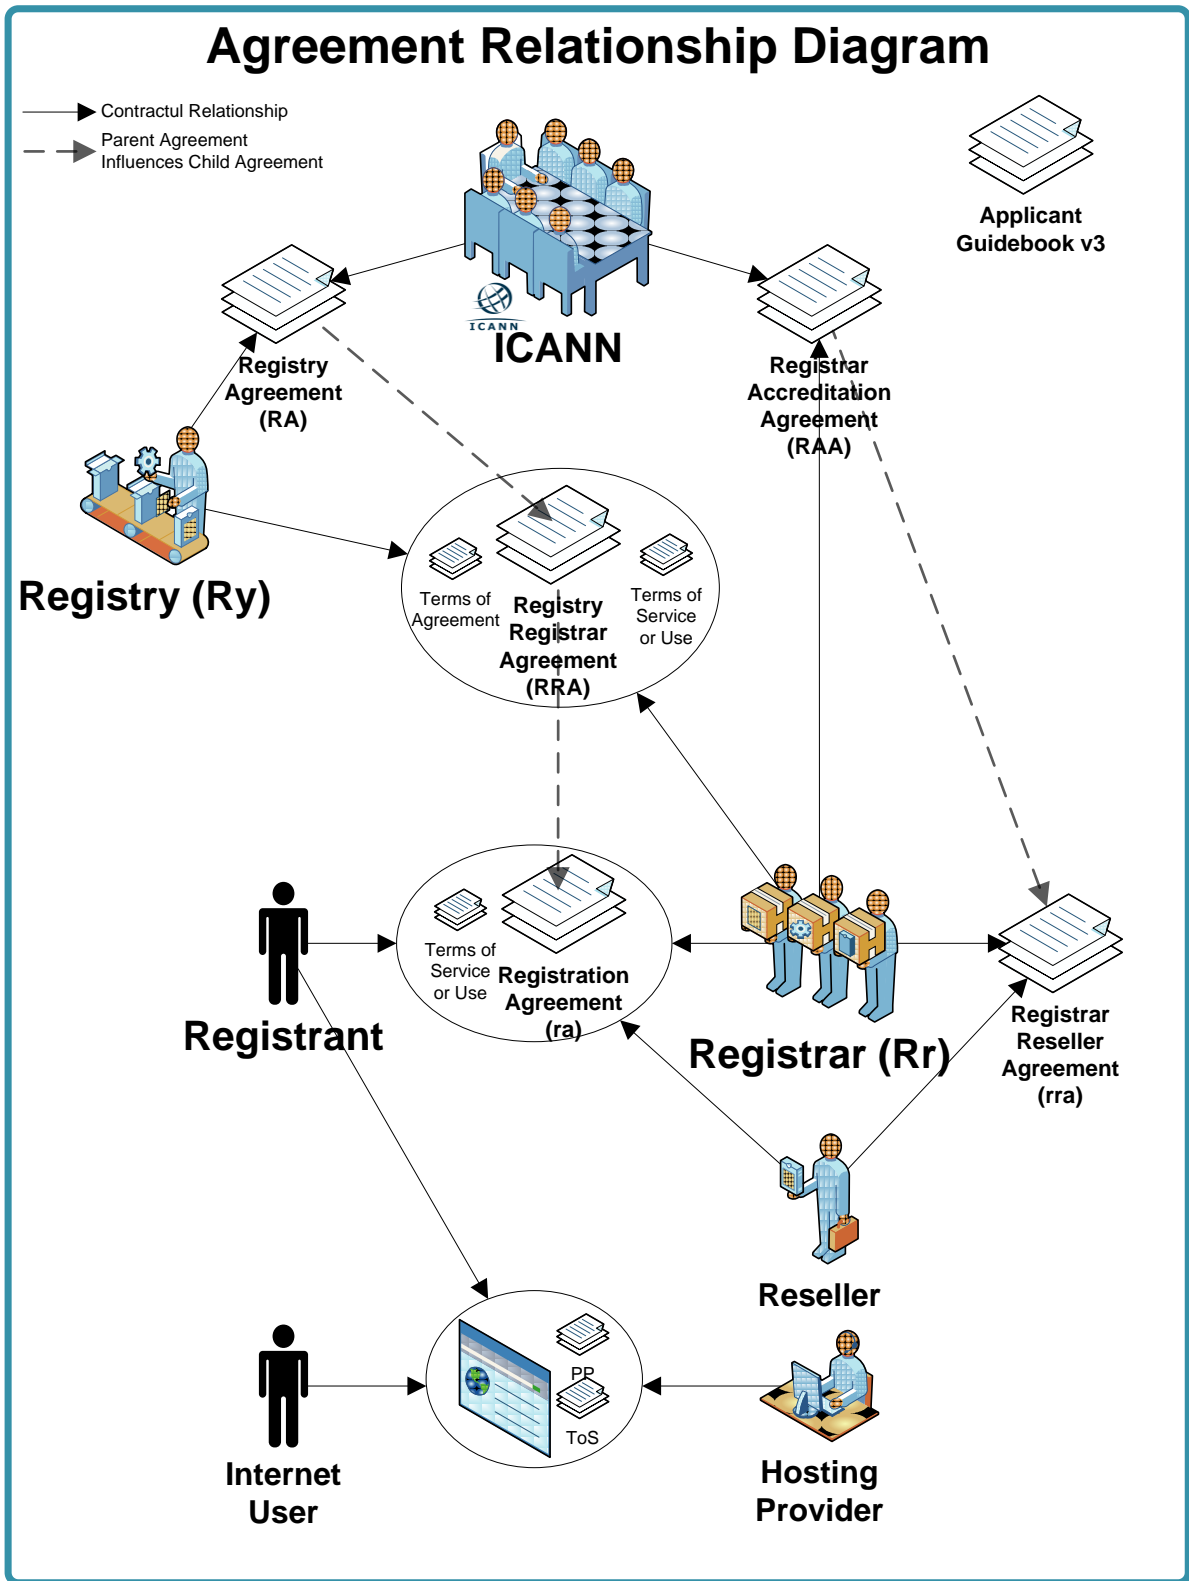 Agreement Relationship Diagram
Contractul Relationship
Parent Agreement
Influences Child Agreement
Applicant
Guidebook v3
ICANN
ICANN
Registry
Agreement
(RA)
Registrar
Accreditation
Agreement
(RAA)
Registry (Ry)
Terms of
Agreement
Registry
Registrar
Agreement
(RRA)
Terms of
Service
or Use
Registrant
Terms of
Service
or Use
Registration
Agreement
(ra)
Registrar (Rr)
Registrar
Reseller
Agreement
(rra)
Reseller
PP
ToS
Internet
User
Hosting
Provider